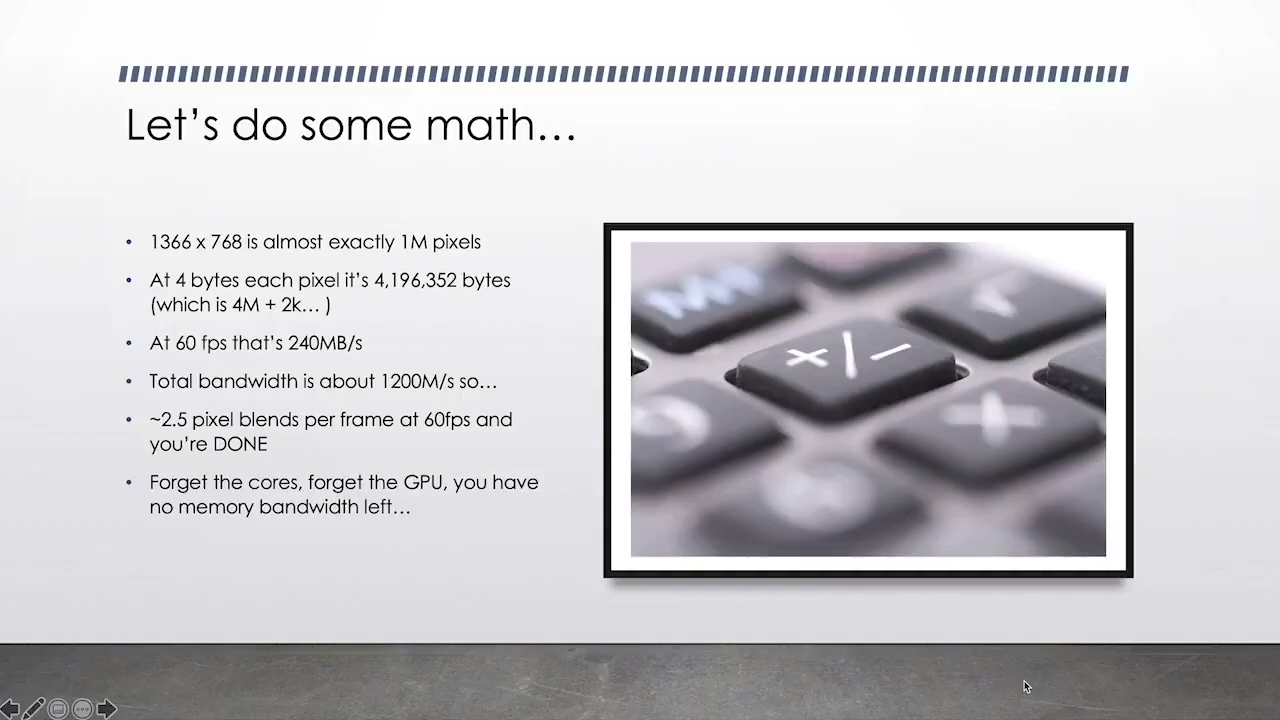 Let’s do some math…
• 1366 x 768 is almost exactly 1M pixels
• At 4 bytes each pixel it’s 4,196,352 bytes
(which is 4M + 2k… )
• At 60 fps that’s 240MB/s
• Total bandwidth is about 1200M/s so…
• ~2.5 pixel blends per frame at 60fps and
you’re DONE
• Forget the cores, forget the GPU, you have
no memory bandwidth left…
+/−
×